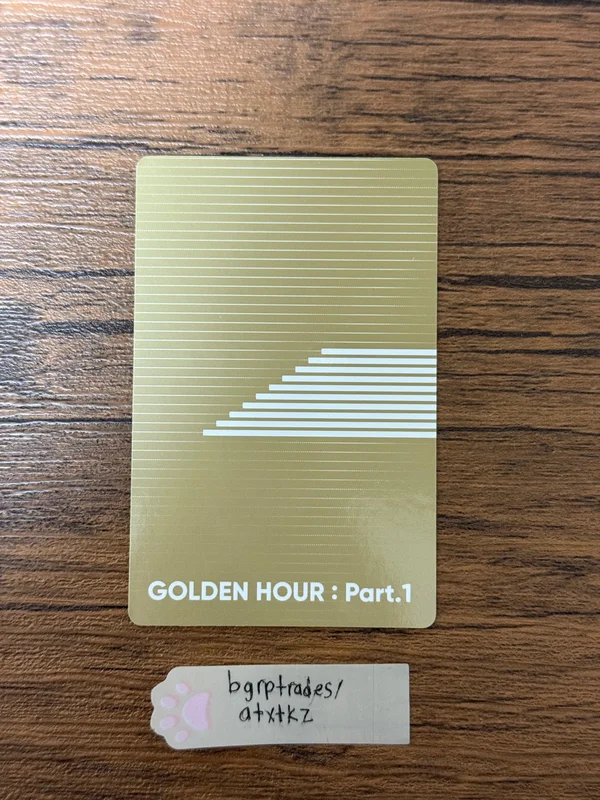 GOLDEN HOUR : Part.1
bgrptrades/
atxtkz